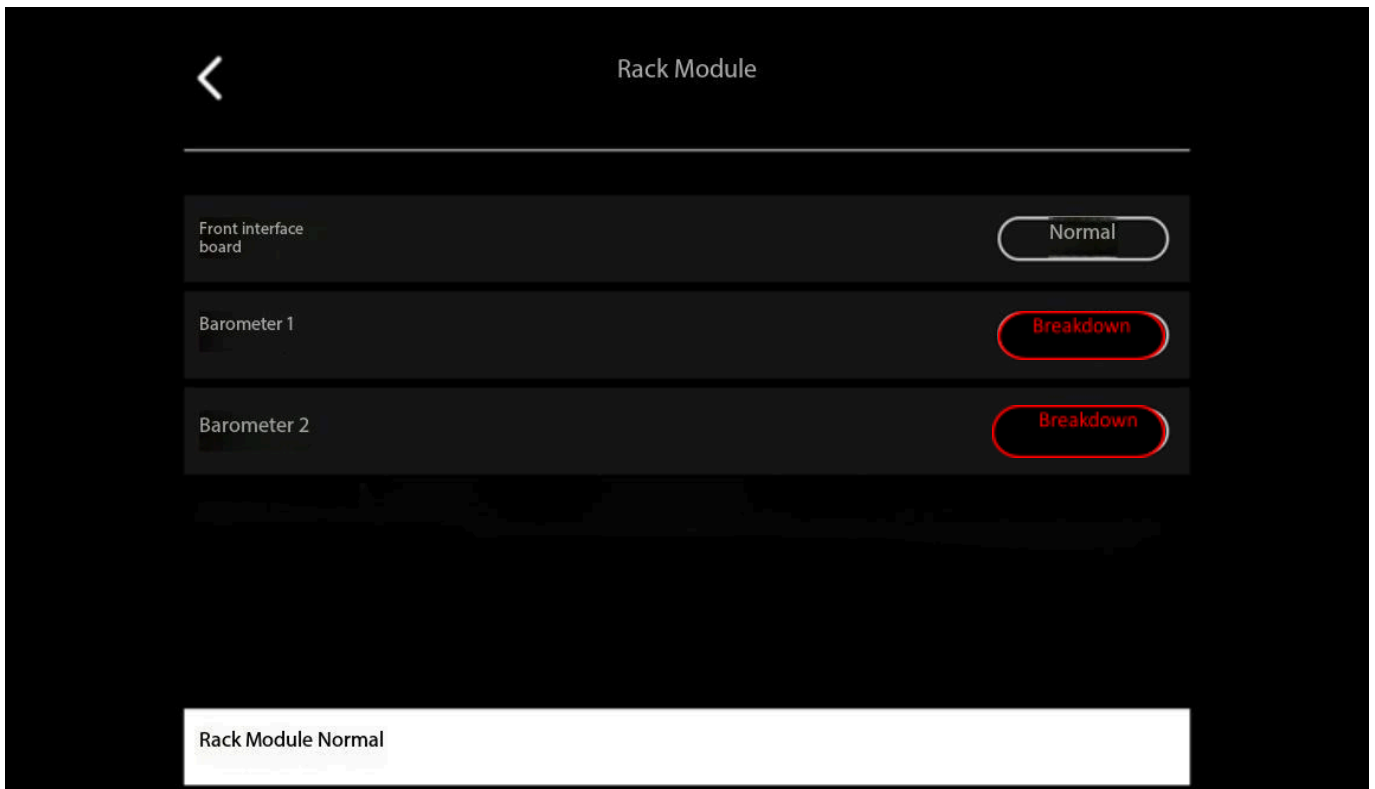 Rack Module
Front interface
board
Normal
Barometer 1
Breakdown
Barometer 2
Breakdown
Rack Module Normal